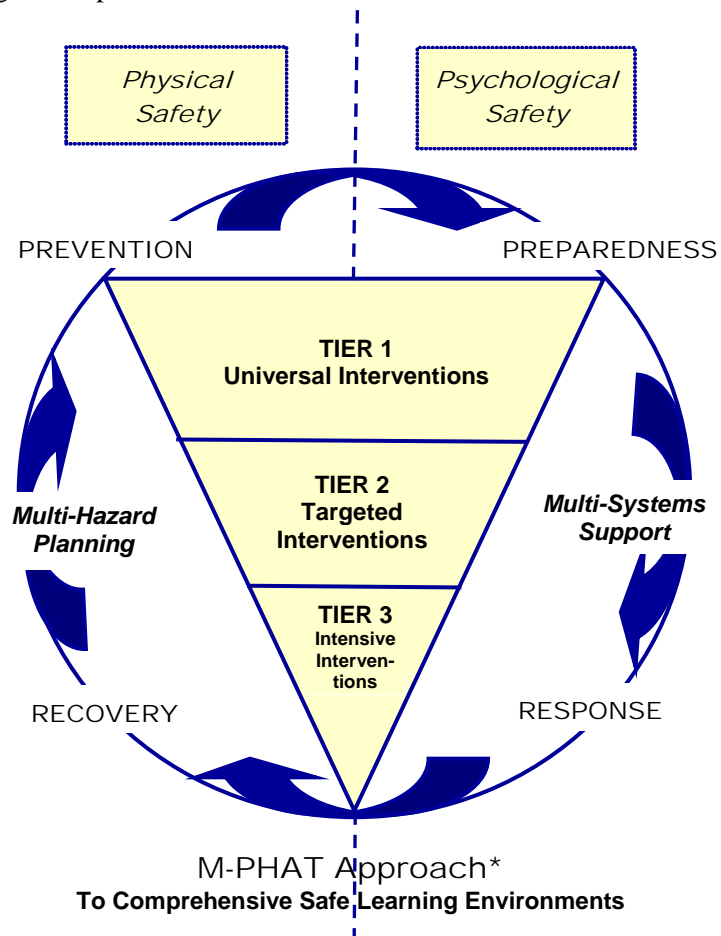 Physical
Safety
Psychological
Safety
PREVENTION
PREPAREDNESS
TIER 1
Universal Interventions
TIER 2
Targeted
Interventions
Multi-Hazard
Planning
Multi-Systems
Support
TIER 3
Intensive
Interven-
tions
RECOVERY
RESPONSE
M-PHAT Approach*
To Comprehensive Safe Learning Environments